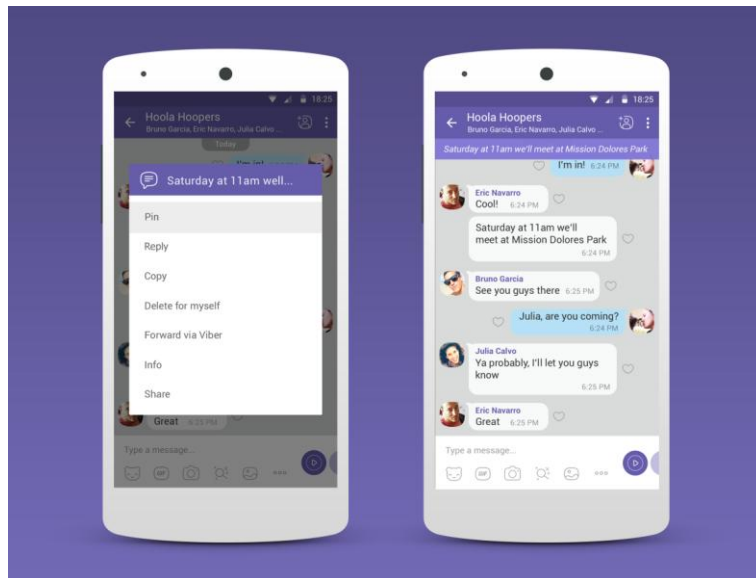 18:25
Hoola Hoopers
Bruno Garcia, Eric Navarro, Julia Calvo ...
Today
I'm in!
Saturday at 11am well...
Pin
Reply
Copy
Delete for myself
Forward via Viber
Info
Share
Great 6:25 PM
Type a message...
GIF
18:25
Hoola Hoopers
Bruno Garcia, Eric Navarro, Julia Calvo ...
Saturday at 11am we'll meet at Mission Dolores Park
I'm in! 6:24 PM
Eric Navarro
Cool! 6:24 PM
Saturday at 11am we'll
meet at Mission Dolores Park
6:24 PM
Bruno Garcia
See you guys there 6:25 PM
Julia, are you coming?
6:24 PM
Julia Calvo
Ya probably, I'll let you guys
know
6:25 PM
Eric Navarro
Great 6:25 PM
Type a message...
GIF